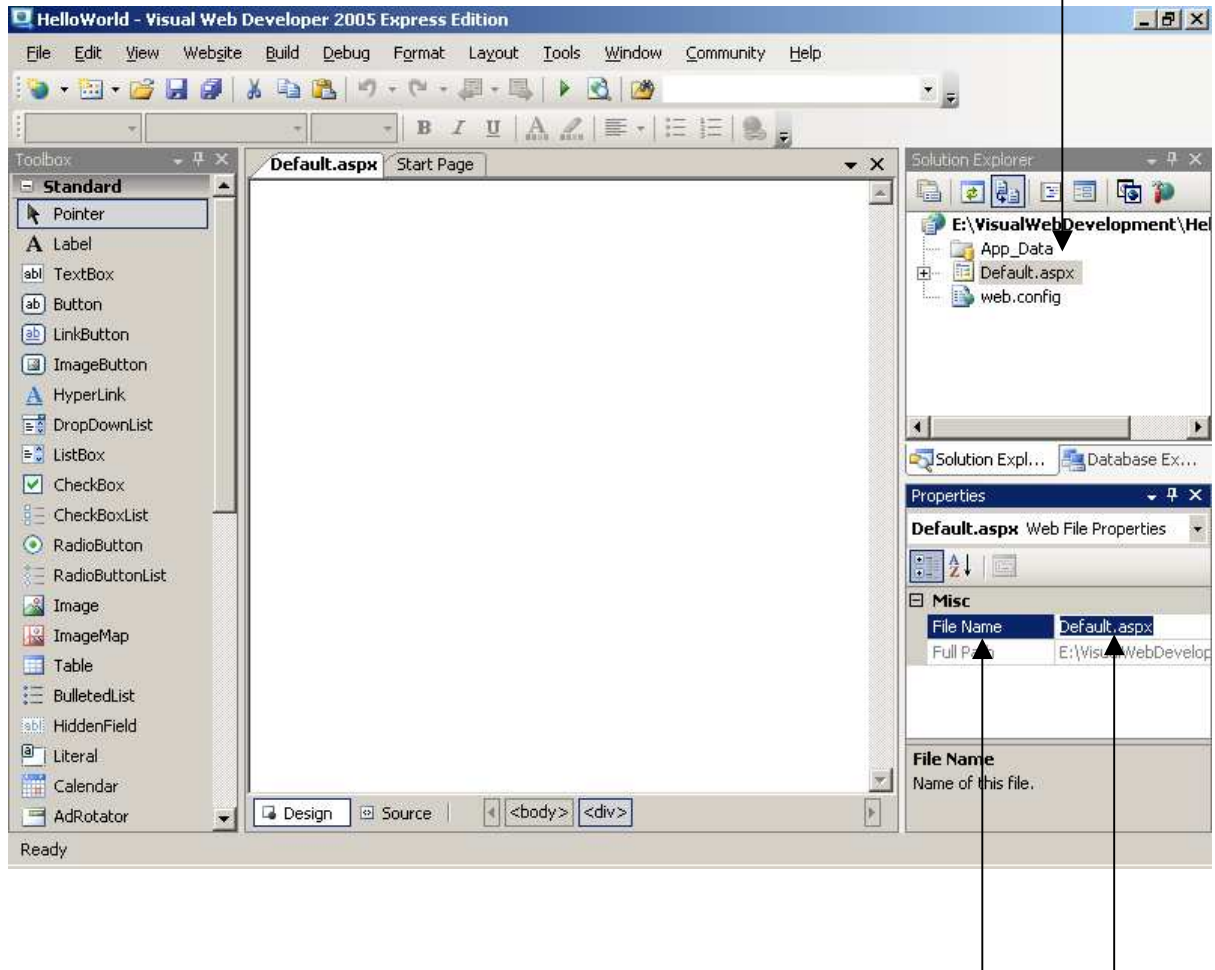 HelloWorld - Visual Web Developer 2005 Express Edition
File Edit View Website Build Debug Format Layout Tools Window Community Help
B I U A
Toolbox
Default.aspx Start Page
Solution Explorer
Standard
Pointer
A Label
abl TextBox
ab Button
ab LinkButton
ImageButton
A HyperLink
DropDownList
ListBox
CheckBox
CheckBoxList
RadioButton
RadioButtonList
Image
ImageMap
Table
BulletedList
abl HiddenField
Literal
Calendar
AdRotator
E:\VisualWebDevelopment\Hel
App_Data
Default.aspx
web.config
Solution Expl... Database Ex...
Properties
Default.aspx Web File Properties
Misc
File Name Default.aspx
Full Path E:\VisualWebDevelop
File Name
Name of this file.
Design Source <body> <div>
Ready